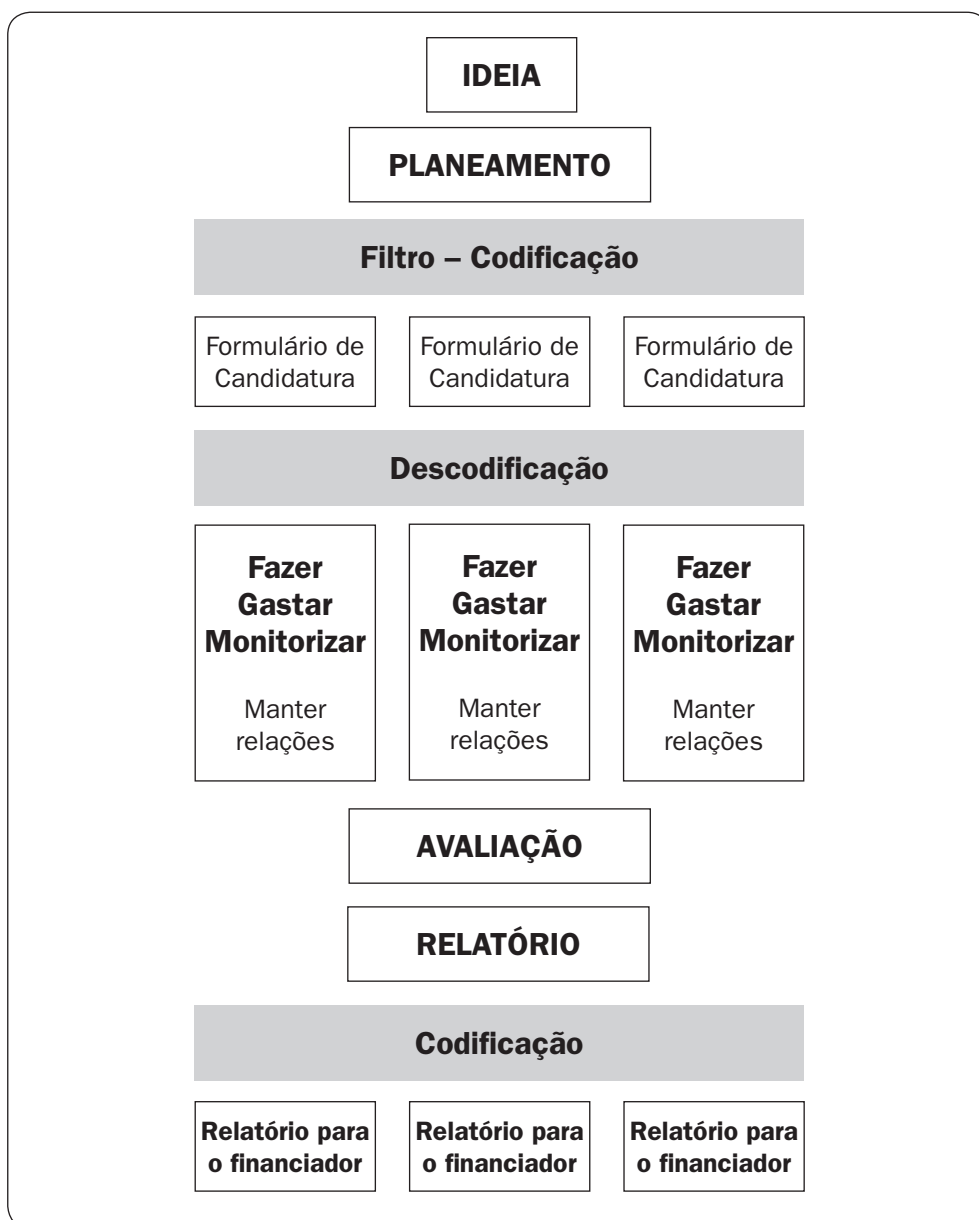 IDEIA
PLANEAMENTO
Filtro – Codificação
Formulário de
Candidatura
Formulário de
Candidatura
Formulário de
Candidatura
Descodificação
Fazer
Gastar
Monitorizar
Manter
relações
Fazer
Gastar
Monitorizar
Manter
relações
Fazer
Gastar
Monitorizar
Manter
relações
AVALIAÇÃO
RELATÓRIO
Codificação
Relatório para
o financiador
Relatório para
o financiador
Relatório para
o financiador